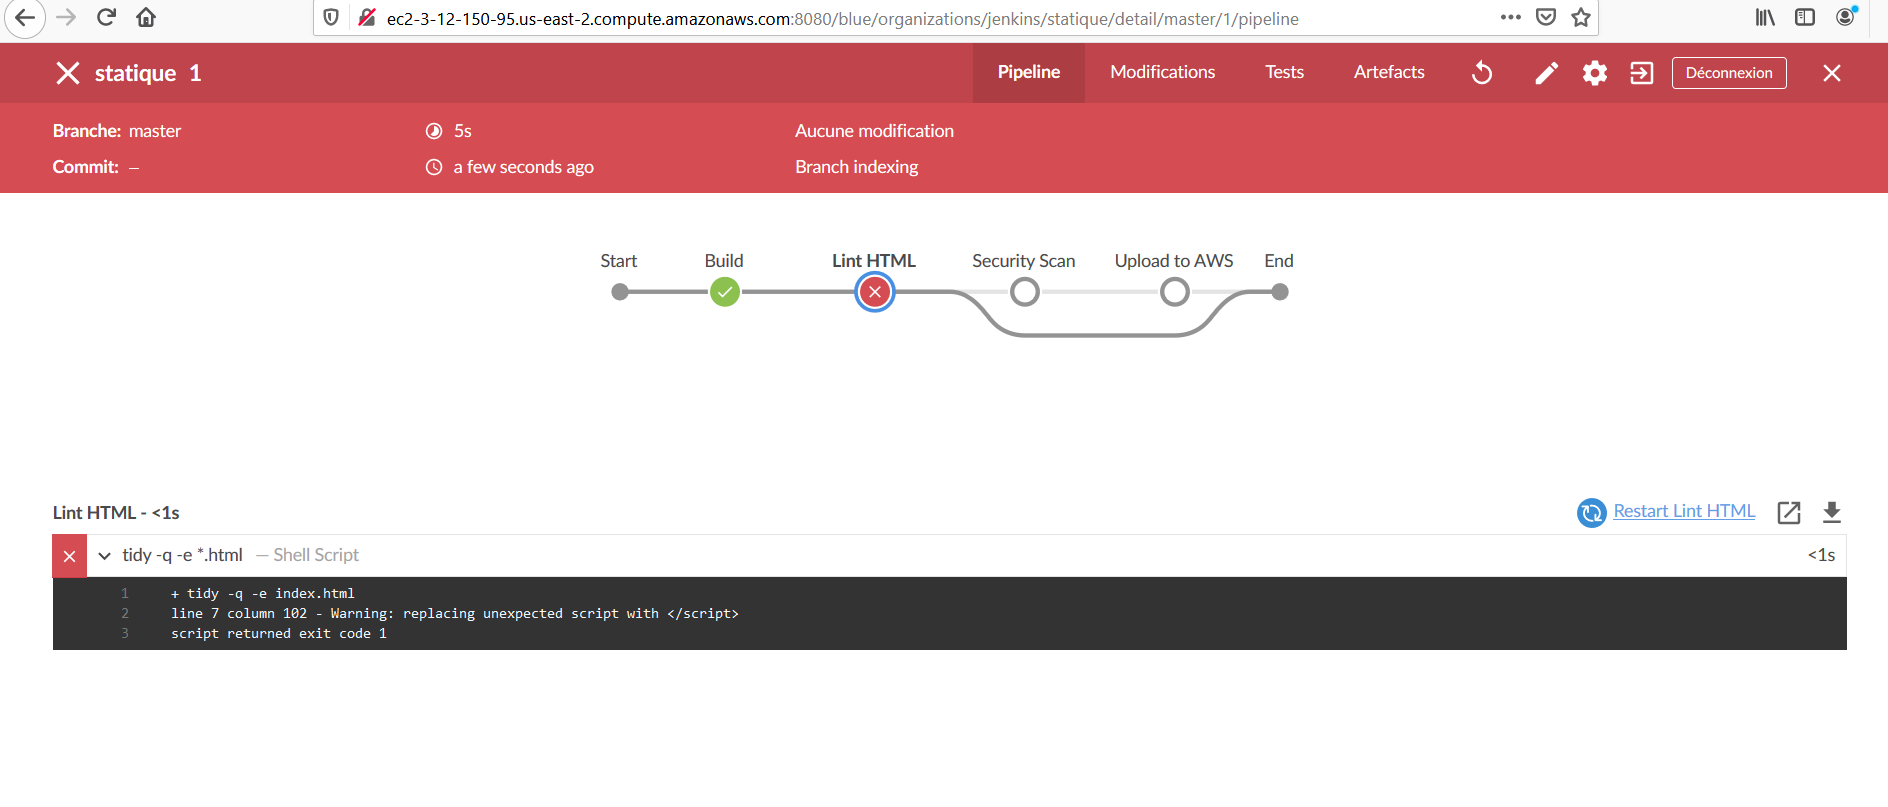 ec2-3-12-150-95.us-east-2.compute.amazonaws.com:8080/blue/organizations/jenkins/statique/detail/master/1/pipeline
statique 1
Pipeline Modifications Tests Artefacts Déconnexion
Branche: master 5s Aucune modification
Commit: – a few seconds ago Branch indexing
Start Build Lint HTML Security Scan Upload to AWS End
Lint HTML - <1s Restart Lint HTML
tidy -q -e *.html — Shell Script <1s
1 + tidy -q -e index.html
2 line 7 column 102 - Warning: replacing unexpected script with </script>
3 script returned exit code 1